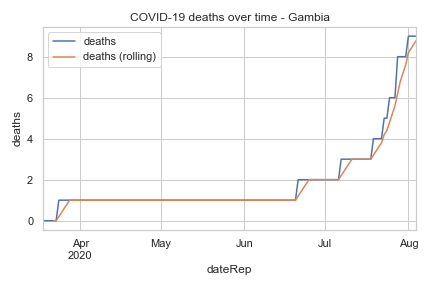 COVID-19 deaths over time - Gambia
deaths
deaths (rolling)
8
6
4
2
0
deaths
Apr May Jun Jul Aug
2020
dateRep